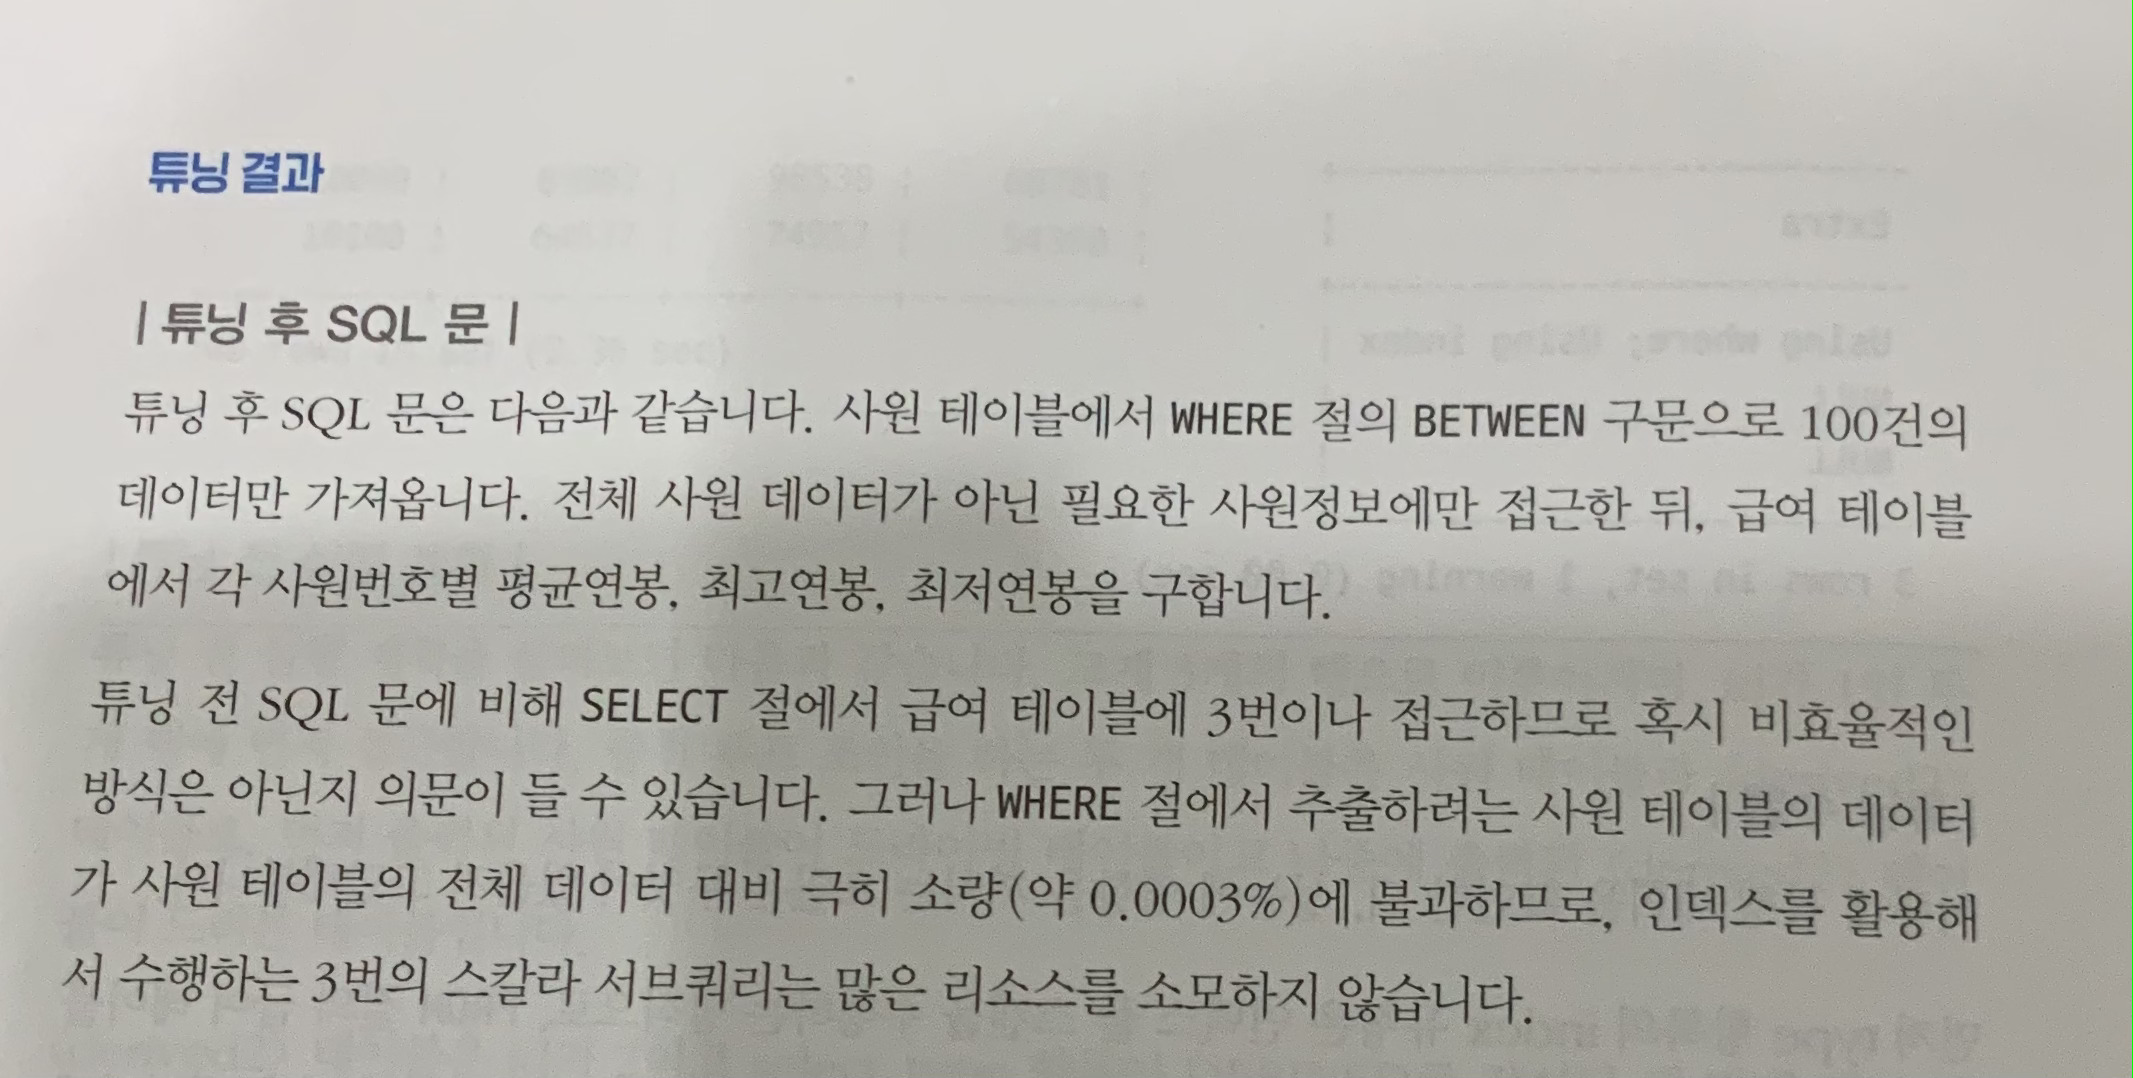 튜닝 결과
| 튜닝 후 SQL 문 |
튜닝 후 SQL 문은 다음과 같습니다. 사원 테이블에서 WHERE 절의 BETWEEN 구문으로 100건의
데이터만 가져옵니다. 전체 사원 데이터가 아닌 필요한 사원정보에만 접근한 뒤, 급여 테이블
에서 각 사원번호별 평균연봉, 최고연봉, 최저연봉을 구합니다.
튜닝 전 SQL 문에 비해 SELECT 절에서 급여 테이블에 3번이나 접근하므로 혹시 비효율적인
방식은 아닌지 의문이 들 수 있습니다. 그러나 WHERE 절에서 추출하려는 사원 테이블의 데이터
가 사원 테이블의 전체 데이터 대비 극히 소량(약 0.0003%)에 불과하므로, 인덱스를 활용해
서 수행하는 3번의 스칼라 서브쿼리는 많은 리소스를 소모하지 않습니다.